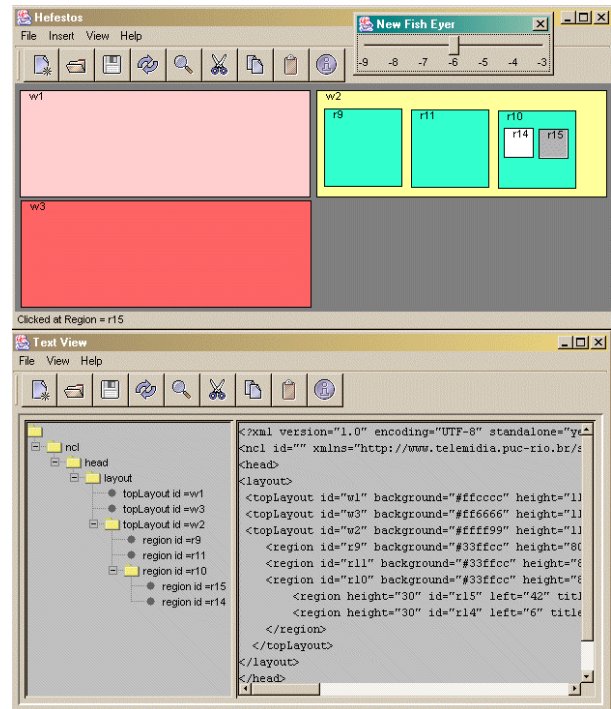 Hefestos
New Fish Eyer
File Insert View Help
-9 -8 -7 -6 -5 -4 -3
w1
w2
r9
r11
r10
r14
r15
w3
Clicked at Region = r15
Text View
File View Help
ncl
head
layout
topLayout id =w1
topLayout id =w3
topLayout id =w2
region id =r9
region id =r11
region id =r10
region id =r15
region id =r14
<?xml version="1.0" encoding="UTF-8" standalone="ye
<ncl id="" xmlns="http://www.telemidia.puc-rio.br/s
<head>
<layout>
<topLayout id="w1" background="#ffcccc" height="11
<topLayout id="w3" background="#ff6666" height="11
<topLayout id="w2" background="#ffff99" height="11
<region id="r9" background="#33ffcc" height="80
<region id="r11" background="#33ffcc" height="8
<region id="r10" background="#33ffcc" height="8
<region height="30" id="r15" left="42" titl
<region height="30" id="r14" left="6" title
</region>
</topLayout>
</layout>
</head>